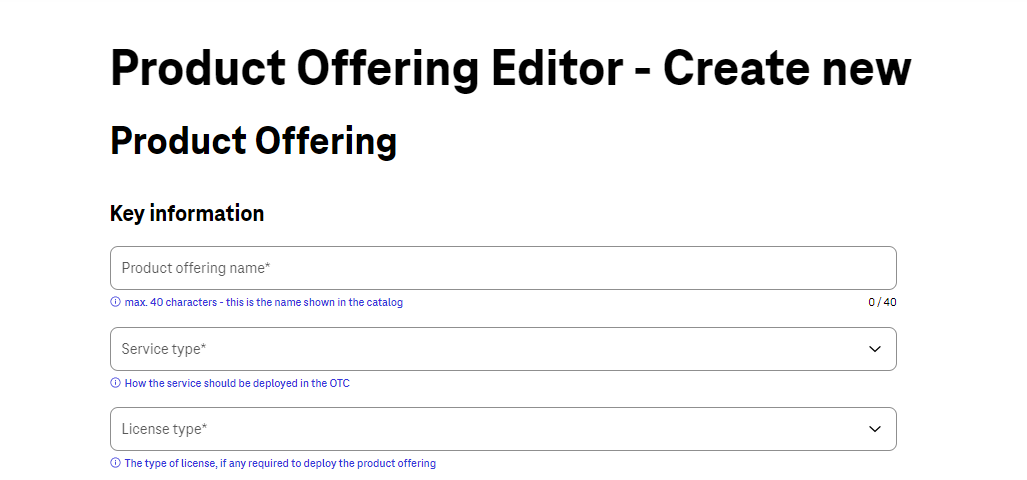 Product Offering Editor - Create new
Product Offering
Key information
Product offering name*
max. 40 characters - this is the name shown in the catalog
0 / 40
Service type*
How the service should be deployed in the OTC
License type*
The type of license, if any required to deploy the product offering